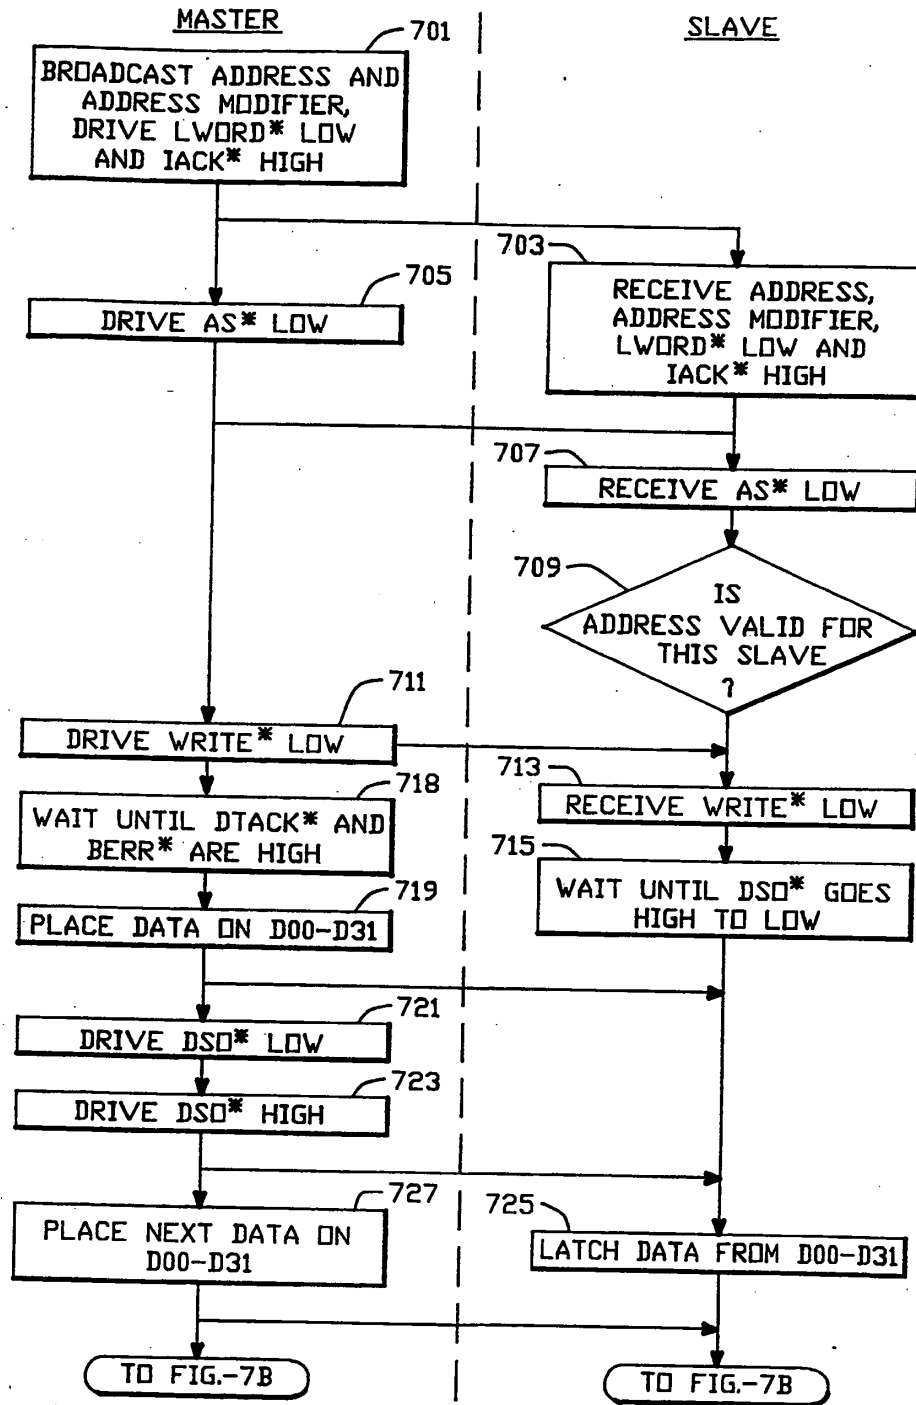 MASTER
SLAVE
701
BROADCAST ADDRESS AND
ADDRESS MODIFIER,
DRIVE LWORD* LOW
AND IACK* HIGH
703
RECEIVE ADDRESS,
ADDRESS MODIFIER,
LWORD* LOW AND
IACK* HIGH
705
DRIVE AS* LOW
707
RECEIVE AS* LOW
709
IS
ADDRESS VALID FOR
THIS SLAVE
?
711
DRIVE WRITE* LOW
713
RECEIVE WRITE* LOW
718
WAIT UNTIL DTACK* AND
BERR* ARE HIGH
715
WAIT UNTIL DS0* GOES
HIGH TO LOW
719
PLACE DATA ON D00-D31
721
DRIVE DS0* LOW
723
DRIVE DS0* HIGH
727
PLACE NEXT DATA ON
D00-D31
725
LATCH DATA FROM D00-D31
TO FIG.-7B
TO FIG.-7B